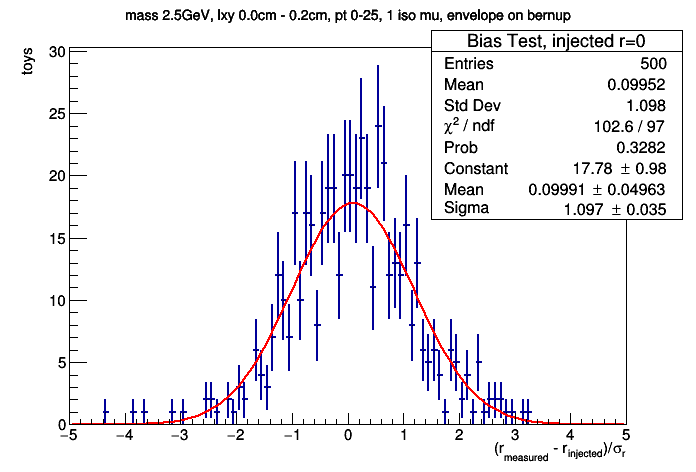 mass 2.5GeV, lxy 0.0cm - 0.2cm, pt 0-25, 1 iso mu, envelope on bernup
Bias Test, injected r=0
Entries 500
Mean 0.09952
Std Dev 1.098
χ² / ndf 102.6 / 97
Prob 0.3282
Constant 17.78 ± 0.98
Mean 0.09991 ± 0.04963
Sigma 1.097 ± 0.035
toys
30
25
20
15
10
5
0
−5 −4 −3 −2 −1 0 1 2 3 4 5
(r_measured - r_injected)/σ_r